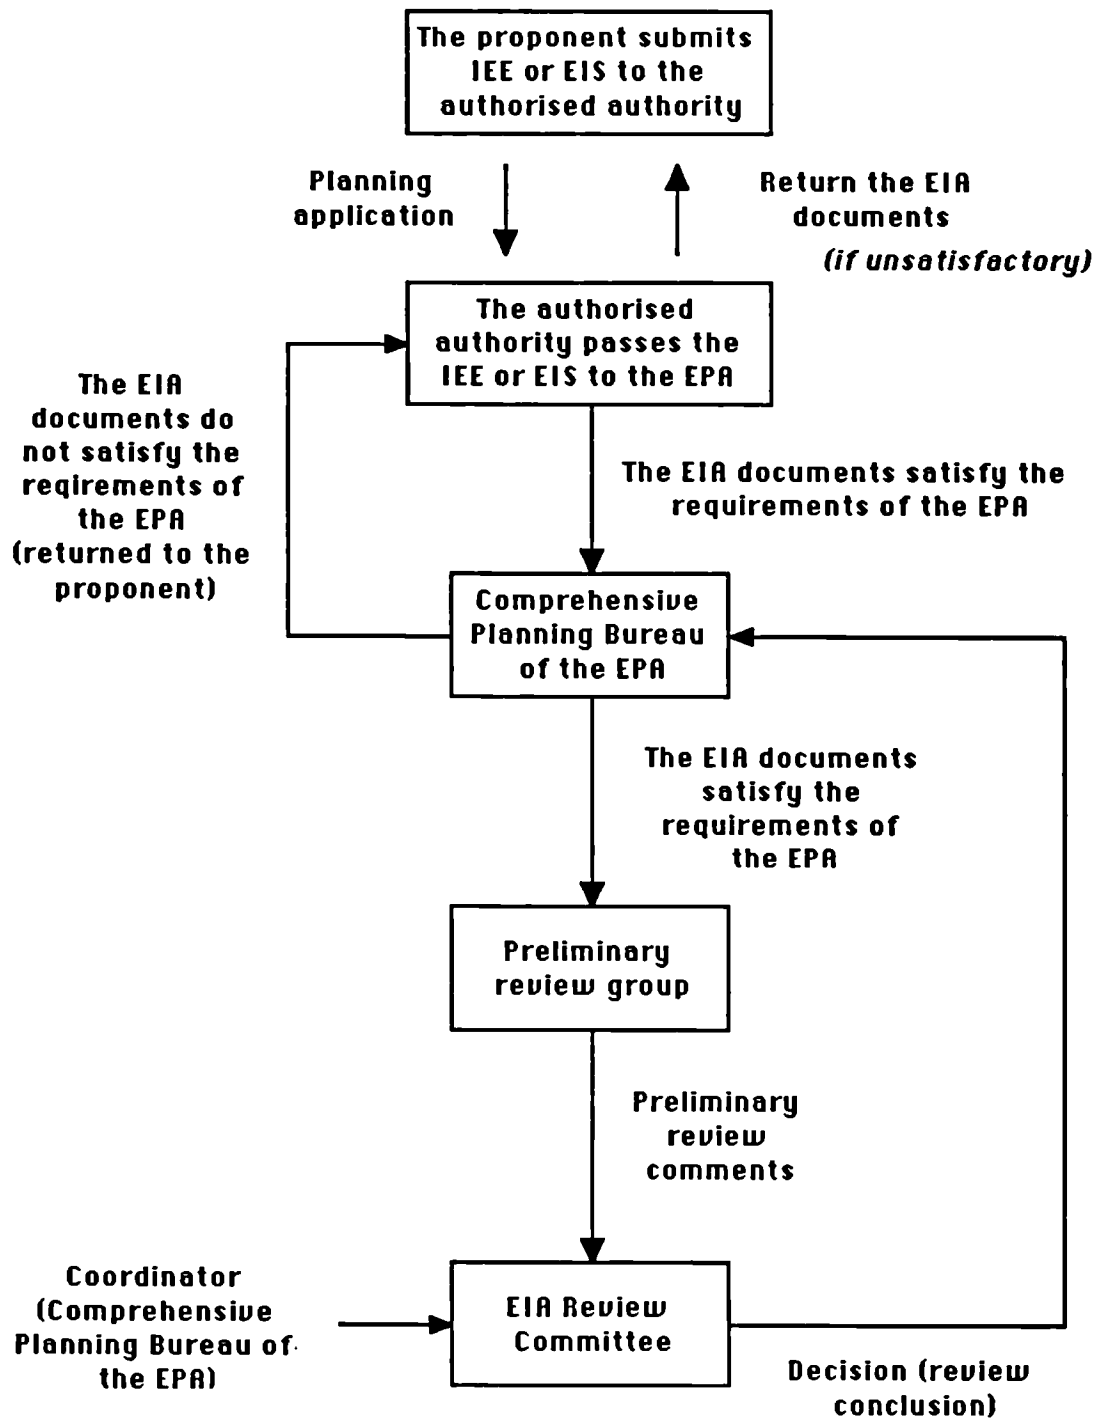 The proponent submits
IEE or EIS to the
authorised authority
Planning
application
Return the EIA
documents
(if unsatisfactory)
The authorised
authority passes the
IEE or EIS to the EPA
The EIA
documents do
not satisfy the
reqirements of
the EPA
(returned to the
proponent)
The EIA documents satisfy the
requirements of the EPA
Comprehensive
Planning Bureau
of the EPA
The EIA documents
satisfy the
requirements of
the EPA
Preliminary
review group
Preliminary
review
comments
Coordinator
(Comprehensive
Planning Bureau of
the EPA)
EIA Review
Committee
Decision (review
conclusion)